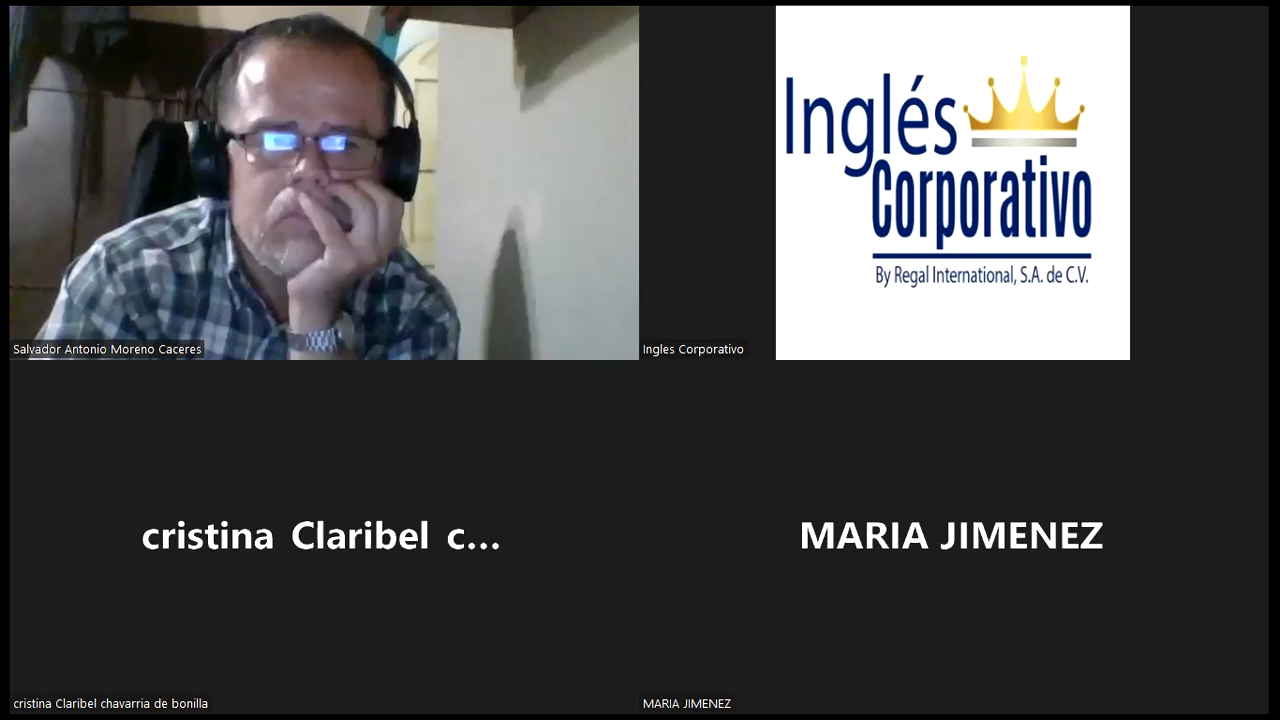 Inglés
Corporativo
By Regal International, S.A. de C.V.
Salvador Antonio Moreno Caceres
Ingles Corporativo
cristina Claribel c...
MARIA JIMENEZ
cristina Claribel chavarria de bonilla
MARIA JIMENEZ